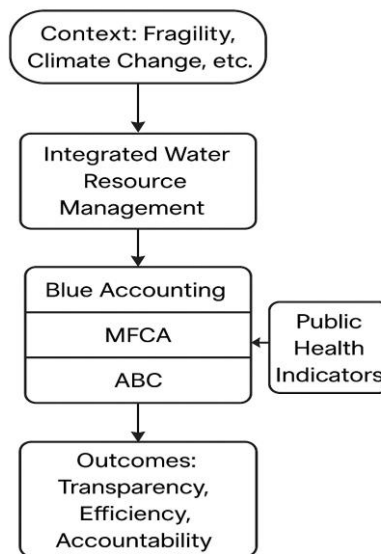 Context: Fragility,
Climate Change, etc.
Integrated Water
Resource
Management
Blue Accounting
MFCA
ABC
Public
Health
Indicators
Outcomes:
Transparency,
Efficiency,
Accountability